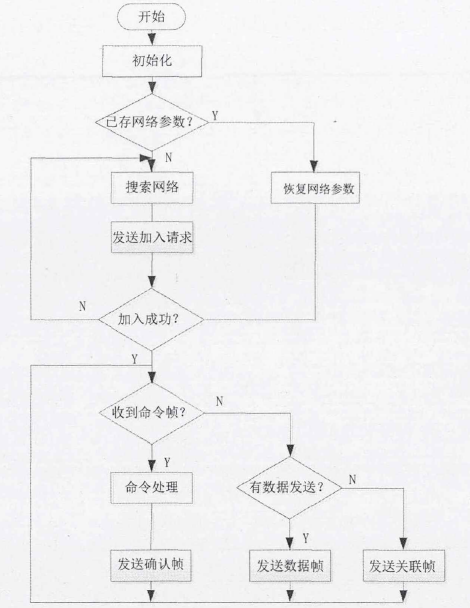 开始
初始化
已存网络参数?
Y
N
搜索网络
恢复网络参数
发送加入请求
N
加入成功?
Y
收到命令帧?
N
Y
命令处理
有数据发送?
N
Y
发送确认帧
发送数据帧
发送关联帧